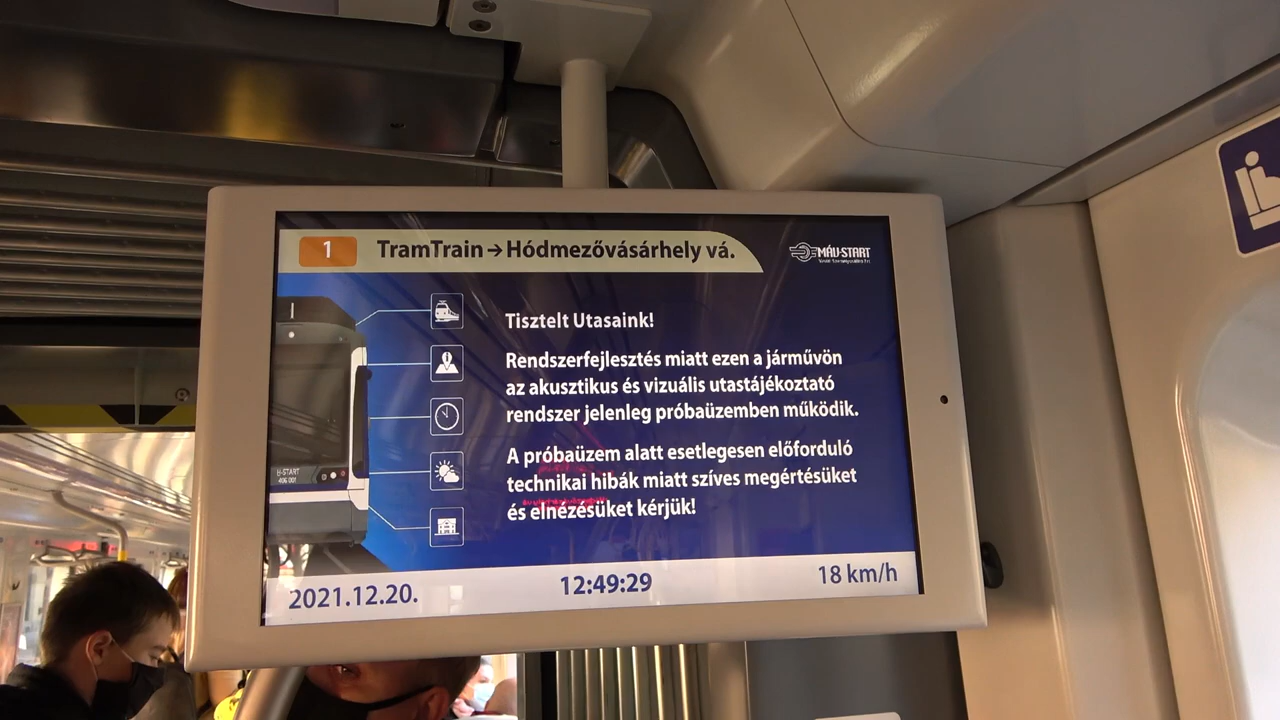 1
TramTrain → Hódmezővásárhely vá.
MÁV-START
Tisztelt Utasaink!
Rendszerfejlesztés miatt ezen a járművön
az akusztikus és vizuális utastájékoztató
rendszer jelenleg próbaüzemben működik.
A próbaüzem alatt esetlegesen előforduló
technikai hibák miatt szíves megértésüket
és elnézésüket kérjük!
406 001
2021.12.20.
12:49:29
18 km/h